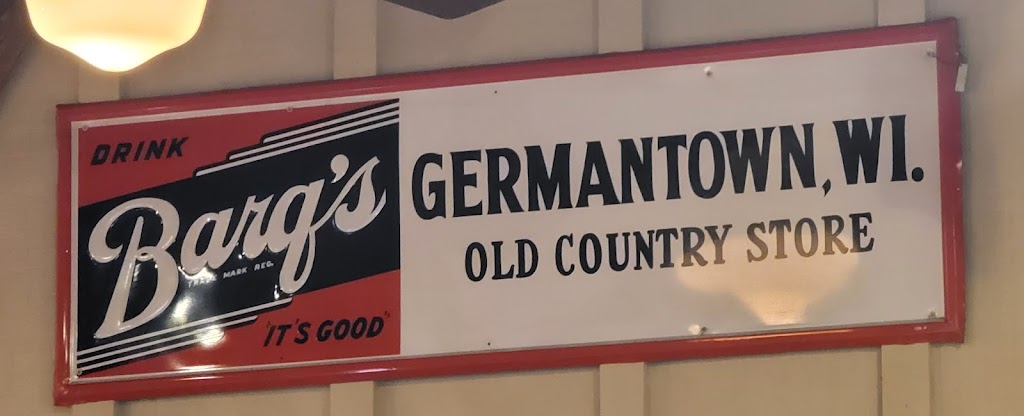 DRINK
Barq's
TRADE MARK REG.
"IT'S GOOD"
GERMANTOWN, WI.
OLD COUNTRY STORE